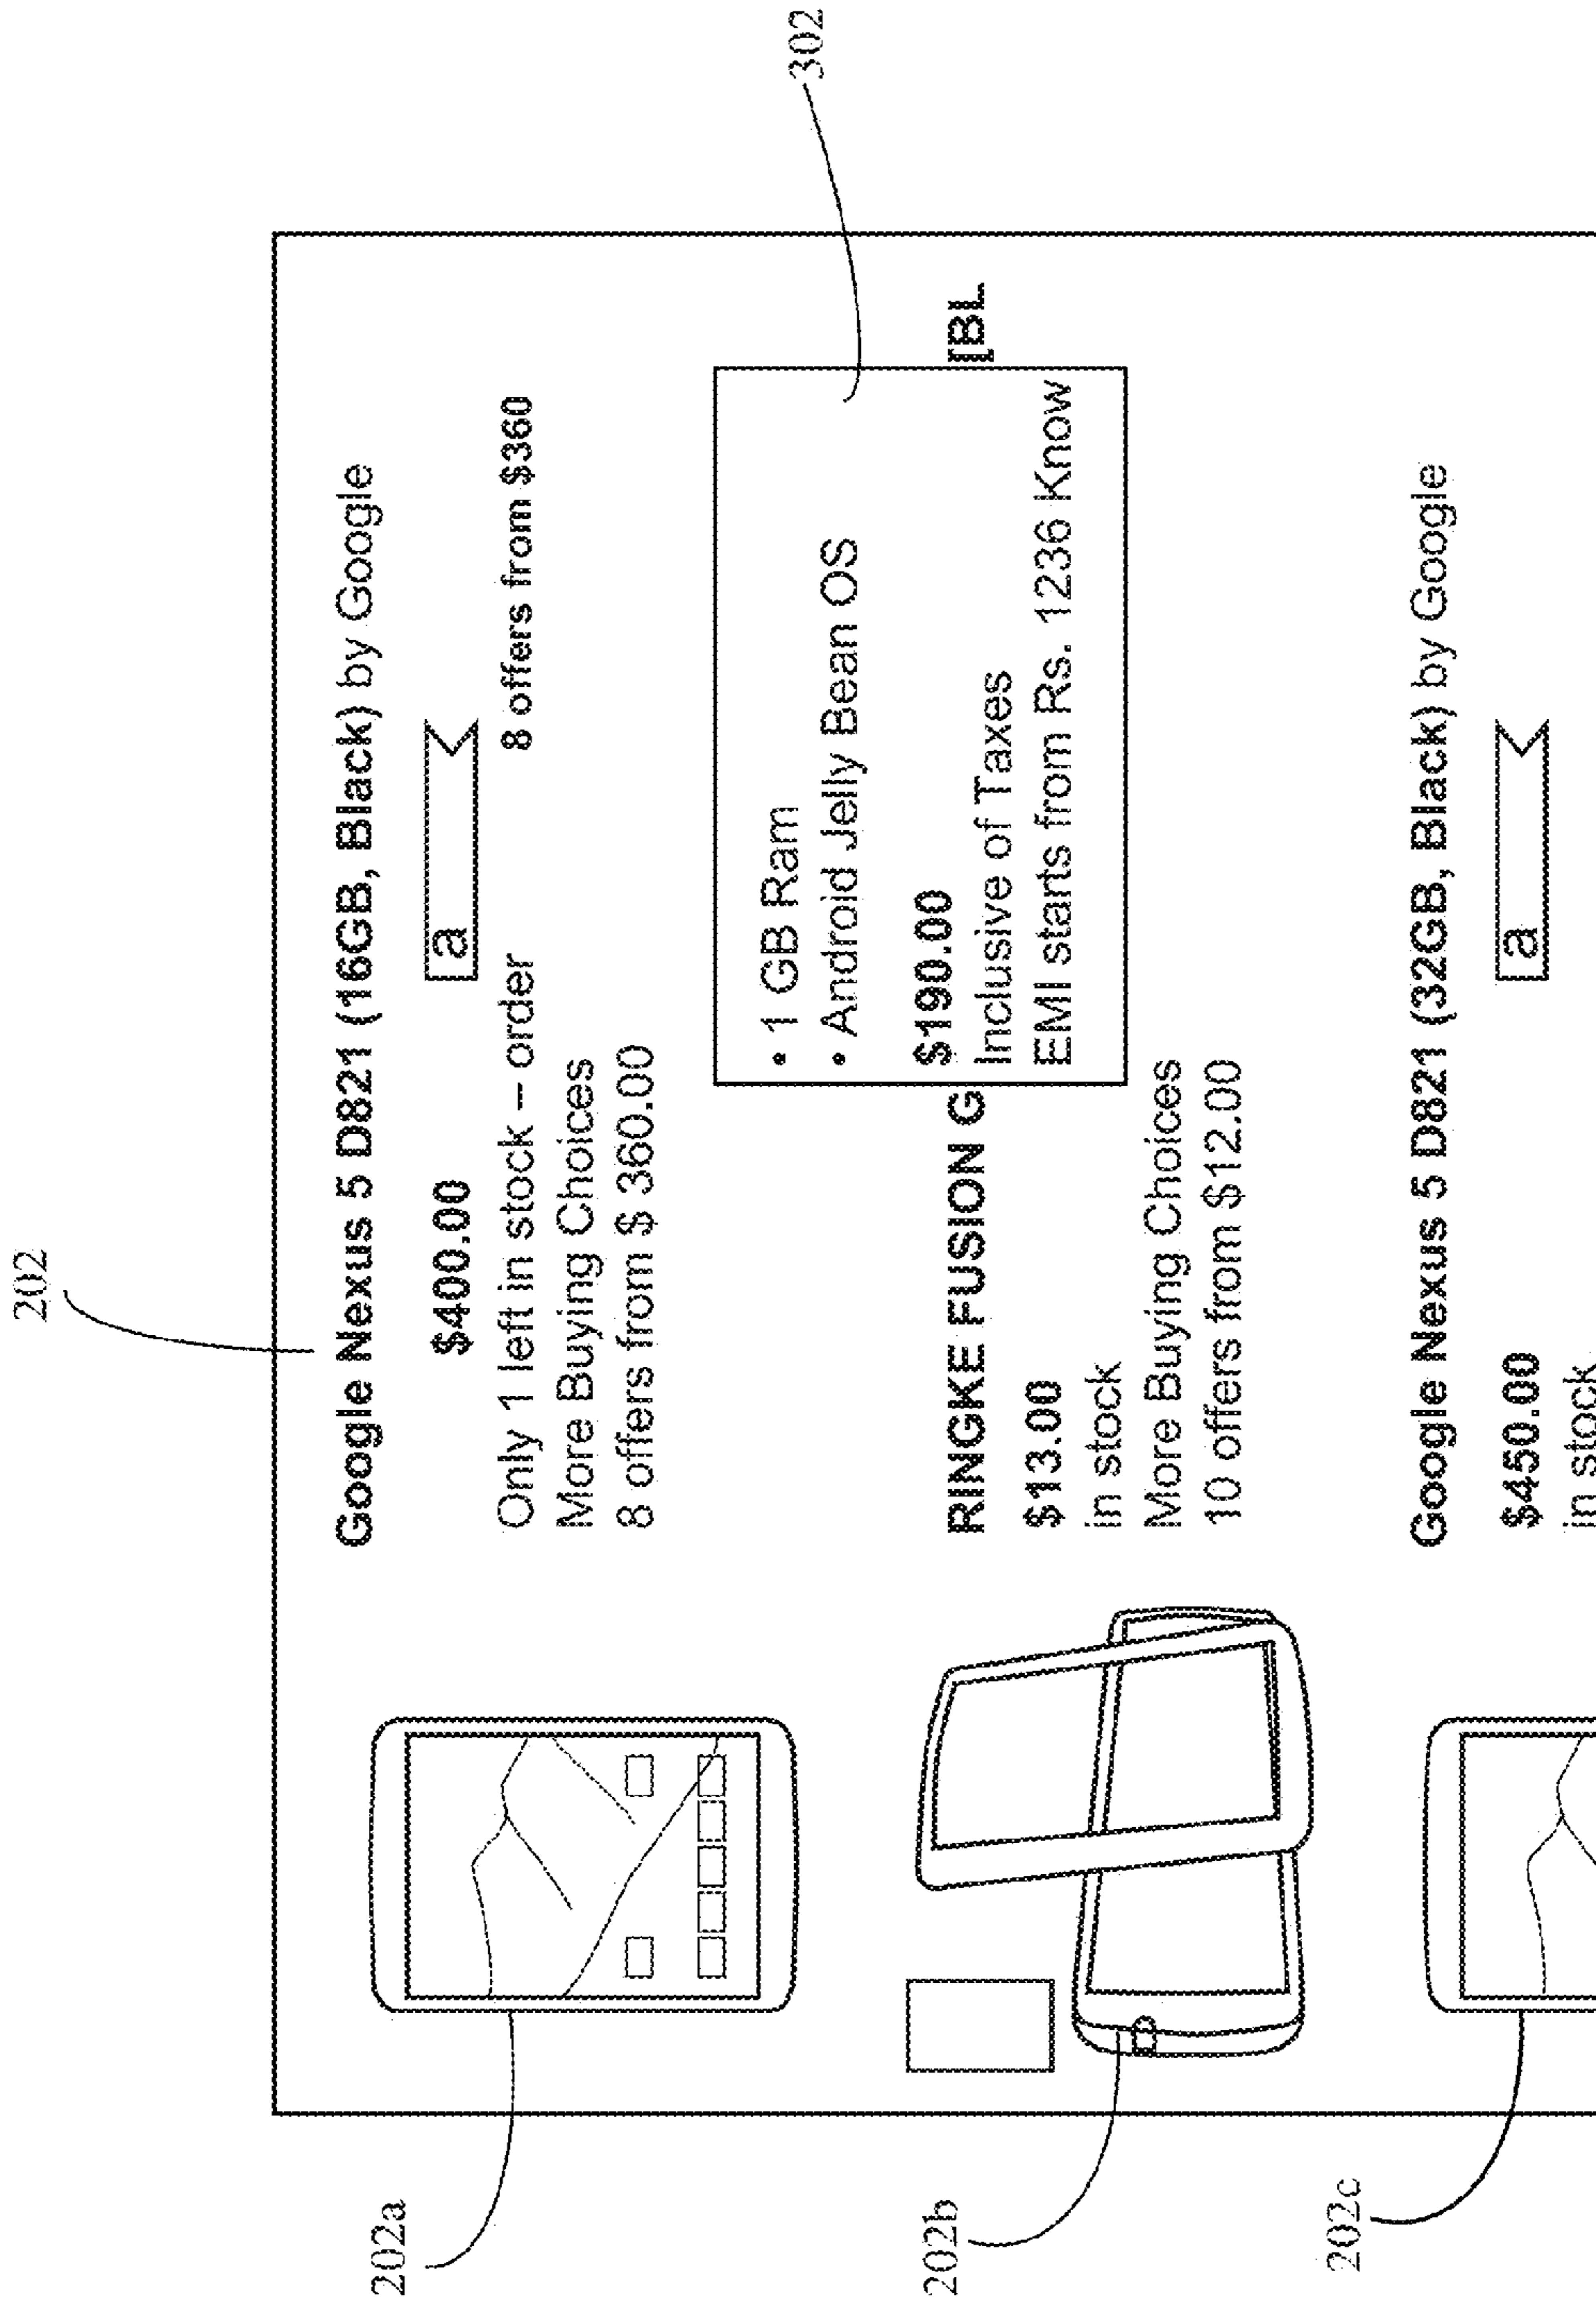 202
302
202a
Google Nexus 5 D821 (16GB, Black) by Google
$400.00
a
Only 1 left in stock – order
8 offers from $360
More Buying Choices
8 offers from $ 360.00
• 1 GB Ram
• Android Jelly Bean OS
$190.00
Inclusive of Taxes
EMI starts from Rs. 1236 Know
202b
RINGKE FUSION G
[BL
$13.00
in stock
More Buying Choices
10 offers from $12.00
202c
Google Nexus 5 D821 (32GB, Black) by Google
$450.00
a
in stock